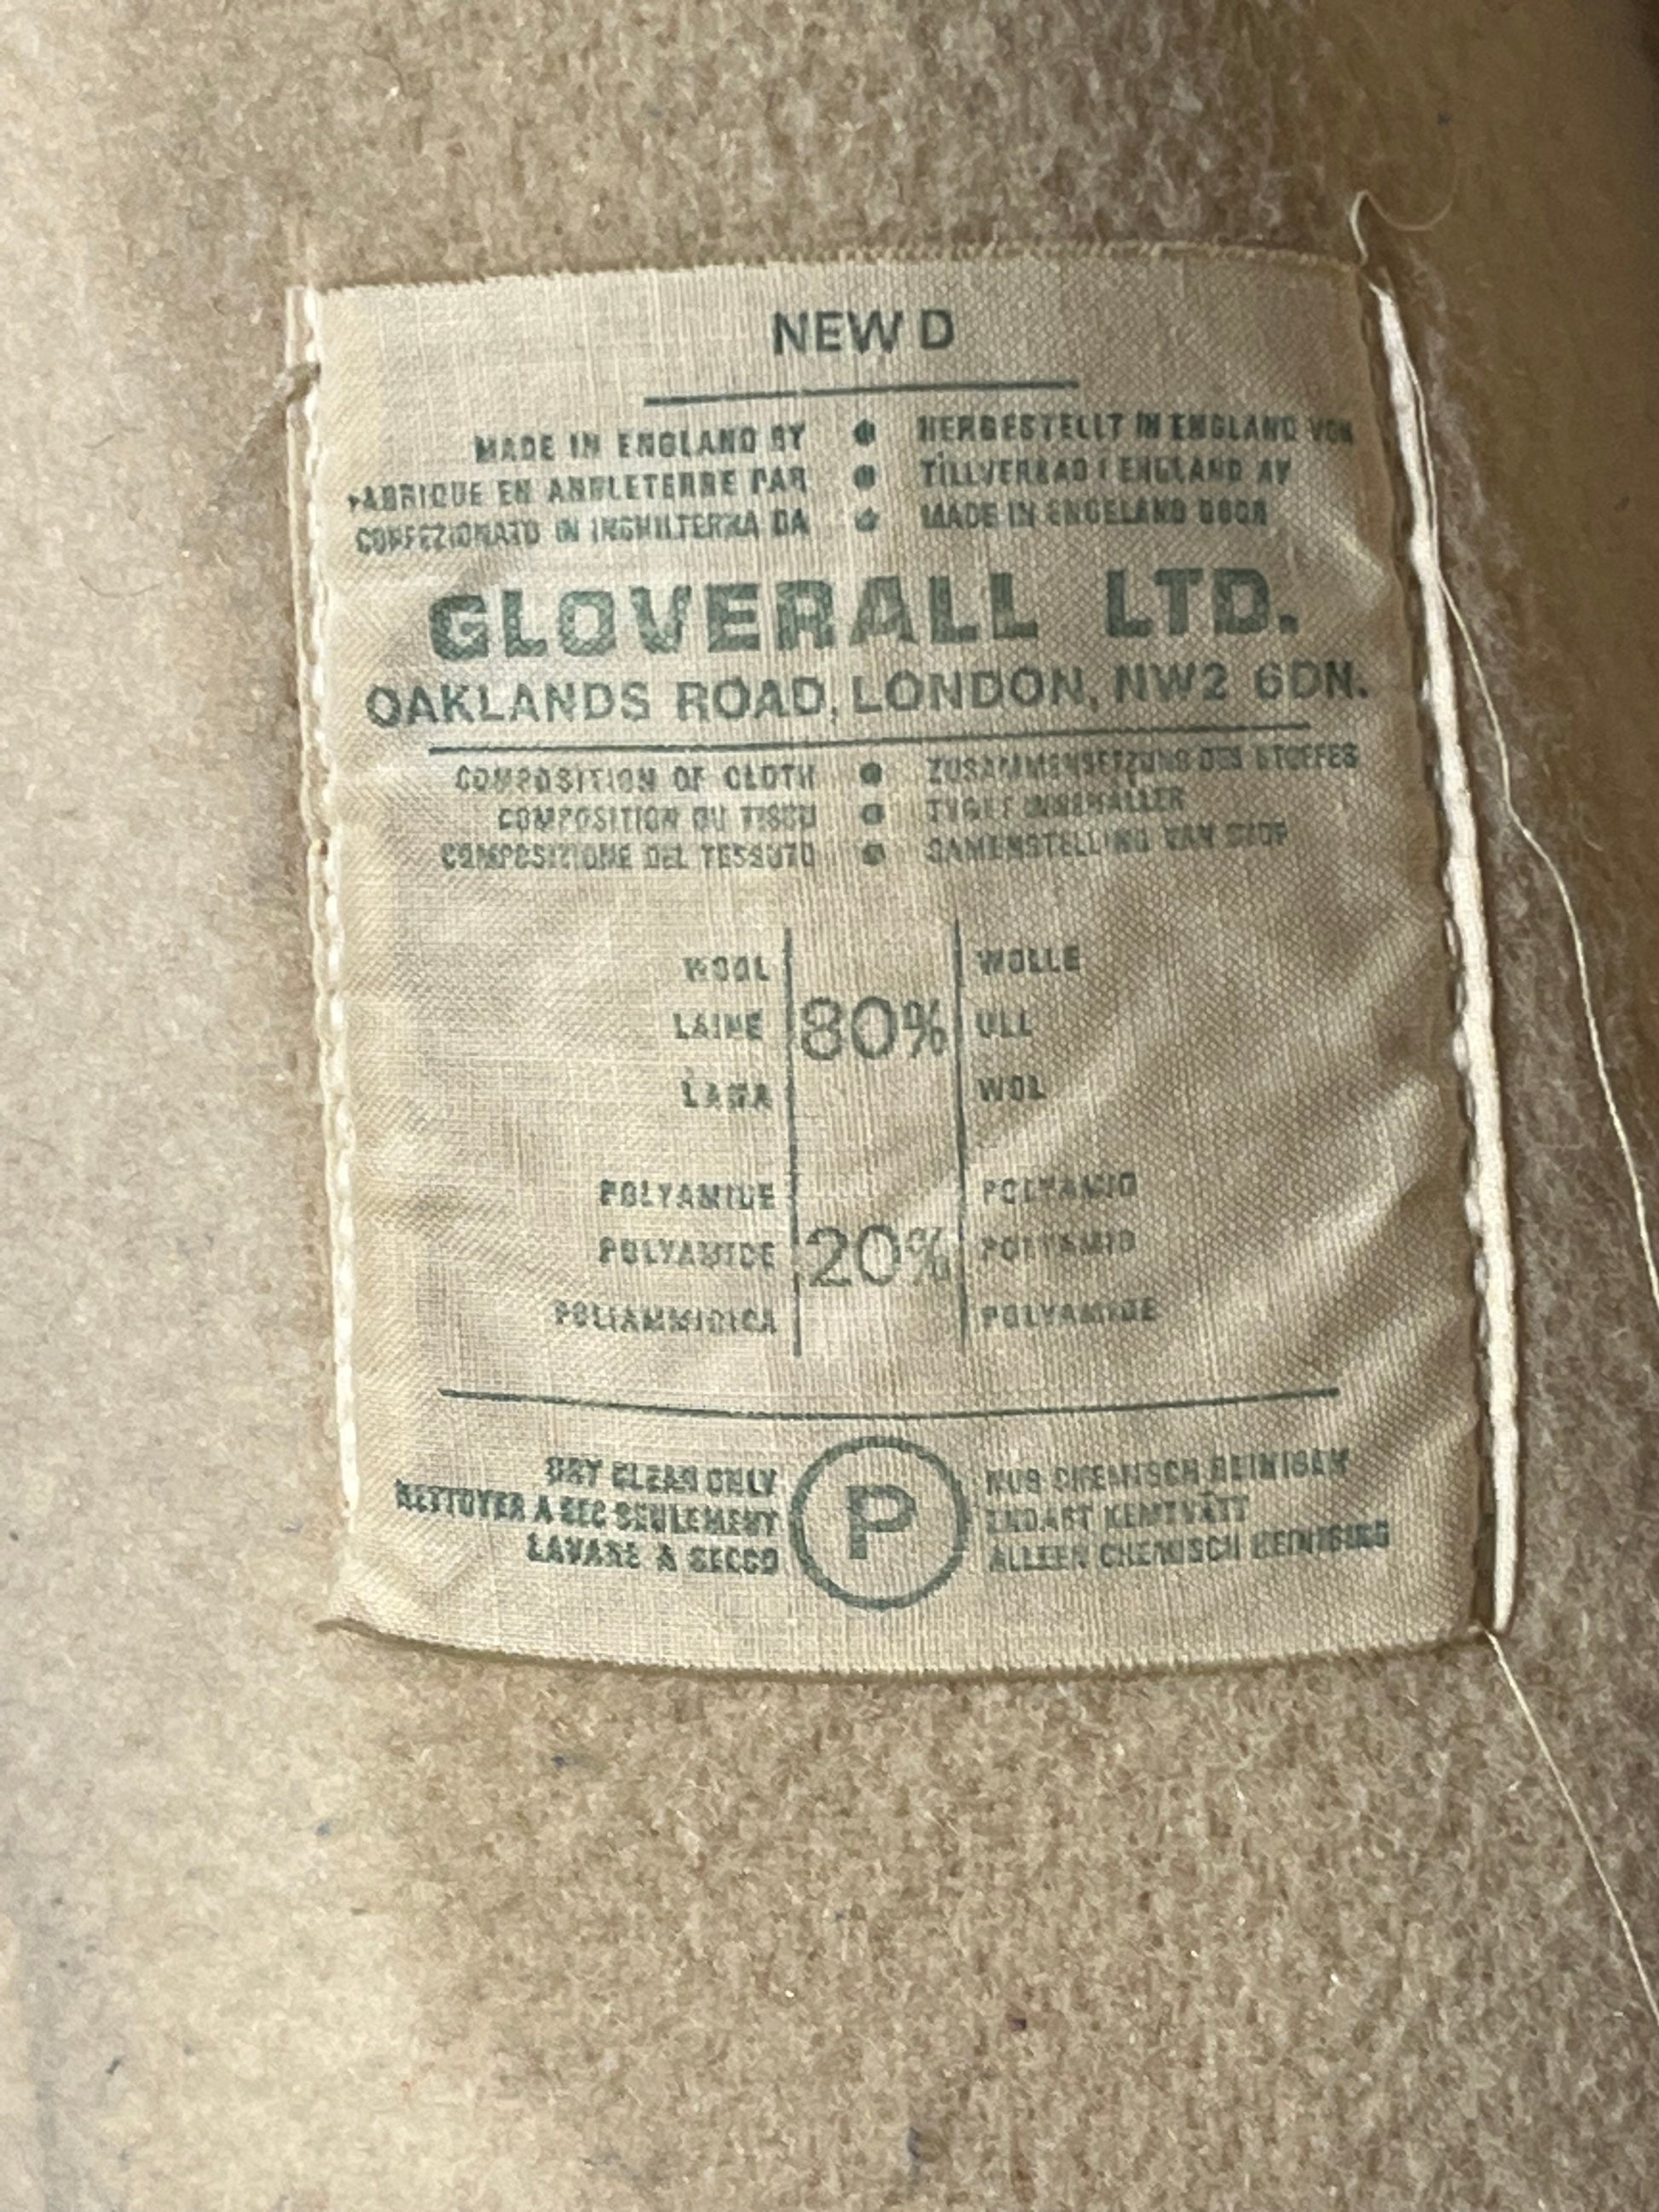 NEW D
MADE IN ENGLAND BY ● HERGESTELLT IN ENGLAND VON
FABRIQUE EN ANGLETERRE PAR ● TILLVERKAD I ENGLAND AV
CONFEZIONATO IN INGHILTERRA DA ● MADE IN ENGELAND DOOR
GLOVERALL LTD.
OAKLANDS ROAD, LONDON, NW2 6DN.
COMPOSITION OF CLOTH ● ZUSAMMENSETZUNG DES STOFFES
COMPOSITION DU TISSU ● TYGET INNEHALLER
COMPOSIZIONE DEL TESSUTO ● SAMENSTELLING VAN STOF
WOOL WOLLE
LAINE 80% ULL
LANA WOL
POLYAMIDE POLYAMID
POLYAMIDE 20% POLYAMID
POLIAMMIDICA POLYAMIDE
DRY CLEAN ONLY NUR CHEMISCH REINIGEN
NETTOYER A SEC SEULEMENT P ENDAST KEMTVÄTT
LAVARE A SECCO ALLEEN CHEMISCH REINIGING